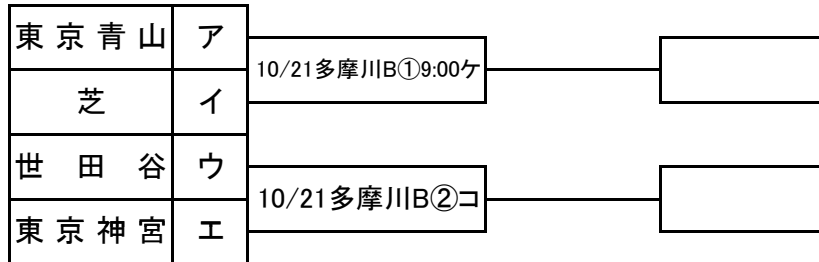 東京青山 ア
10/21多摩川B①9:00ケ
芝 イ
世田谷 ウ
10/21多摩川B②コ
東京神宮 エ